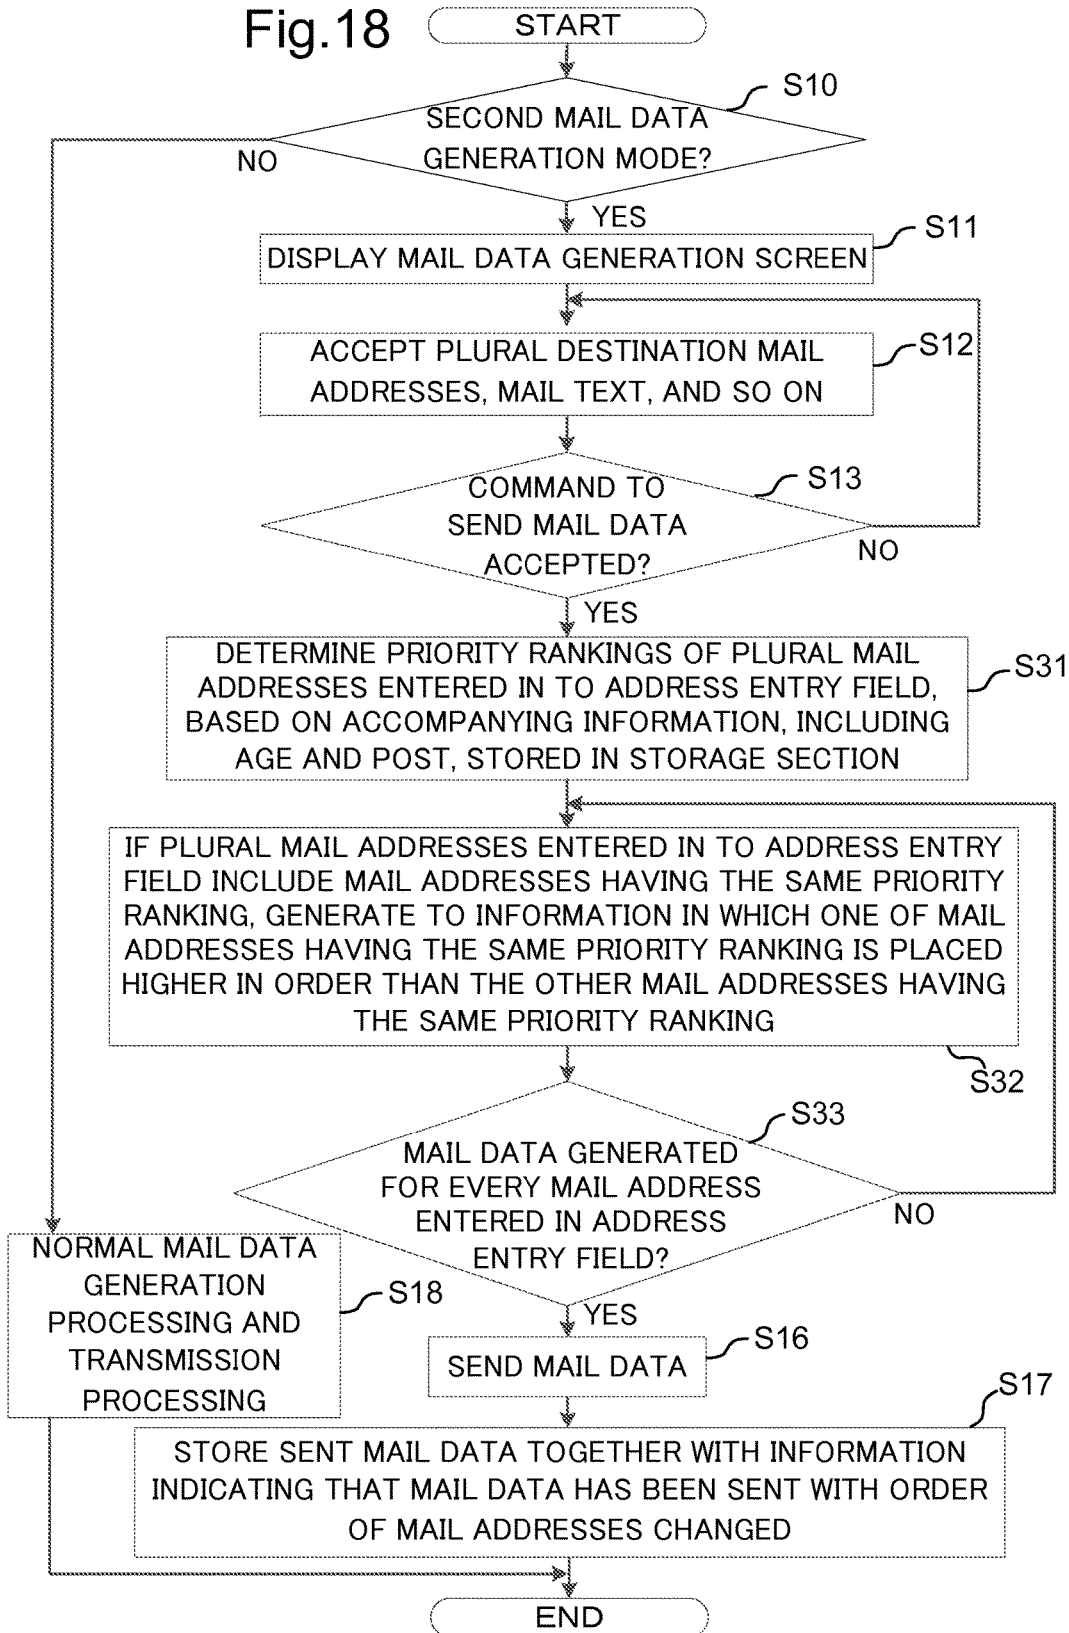 Fig.18
START
S10
SECOND MAIL DATA
GENERATION MODE?
NO
YES
S11
DISPLAY MAIL DATA GENERATION SCREEN
S12
ACCEPT PLURAL DESTINATION MAIL
ADDRESSES, MAIL TEXT, AND SO ON
S13
COMMAND TO
SEND MAIL DATA
ACCEPTED?
NO
YES
S31
DETERMINE PRIORITY RANKINGS OF PLURAL MAIL
ADDRESSES ENTERED IN TO ADDRESS ENTRY FIELD,
BASED ON ACCOMPANYING INFORMATION, INCLUDING
AGE AND POST, STORED IN STORAGE SECTION
IF PLURAL MAIL ADDRESSES ENTERED IN TO ADDRESS ENTRY
FIELD INCLUDE MAIL ADDRESSES HAVING THE SAME PRIORITY
RANKING, GENERATE TO INFORMATION IN WHICH ONE OF MAIL
ADDRESSES HAVING THE SAME PRIORITY RANKING IS PLACED
HIGHER IN ORDER THAN THE OTHER MAIL ADDRESSES HAVING
THE SAME PRIORITY RANKING
S32
S33
MAIL DATA GENERATED
FOR EVERY MAIL ADDRESS
ENTERED IN ADDRESS
ENTRY FIELD?
NO
YES
NORMAL MAIL DATA
GENERATION
PROCESSING AND
TRANSMISSION
PROCESSING
S18
S16
SEND MAIL DATA
S17
STORE SENT MAIL DATA TOGETHER WITH INFORMATION
INDICATING THAT MAIL DATA HAS BEEN SENT WITH ORDER
OF MAIL ADDRESSES CHANGED
END